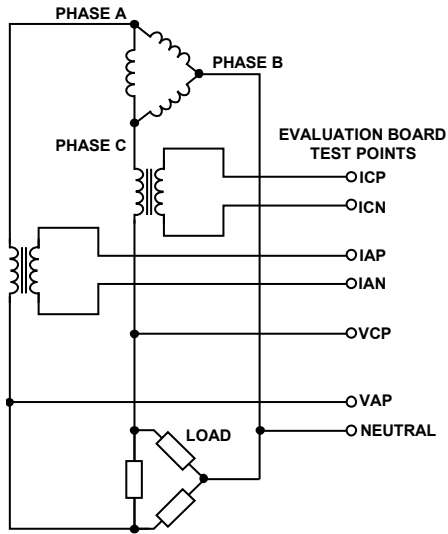 PHASE A
PHASE B
PHASE C
EVALUATION BOARD
TEST POINTS
ICP
ICN
IAP
IAN
VCP
VAP
LOAD
NEUTRAL